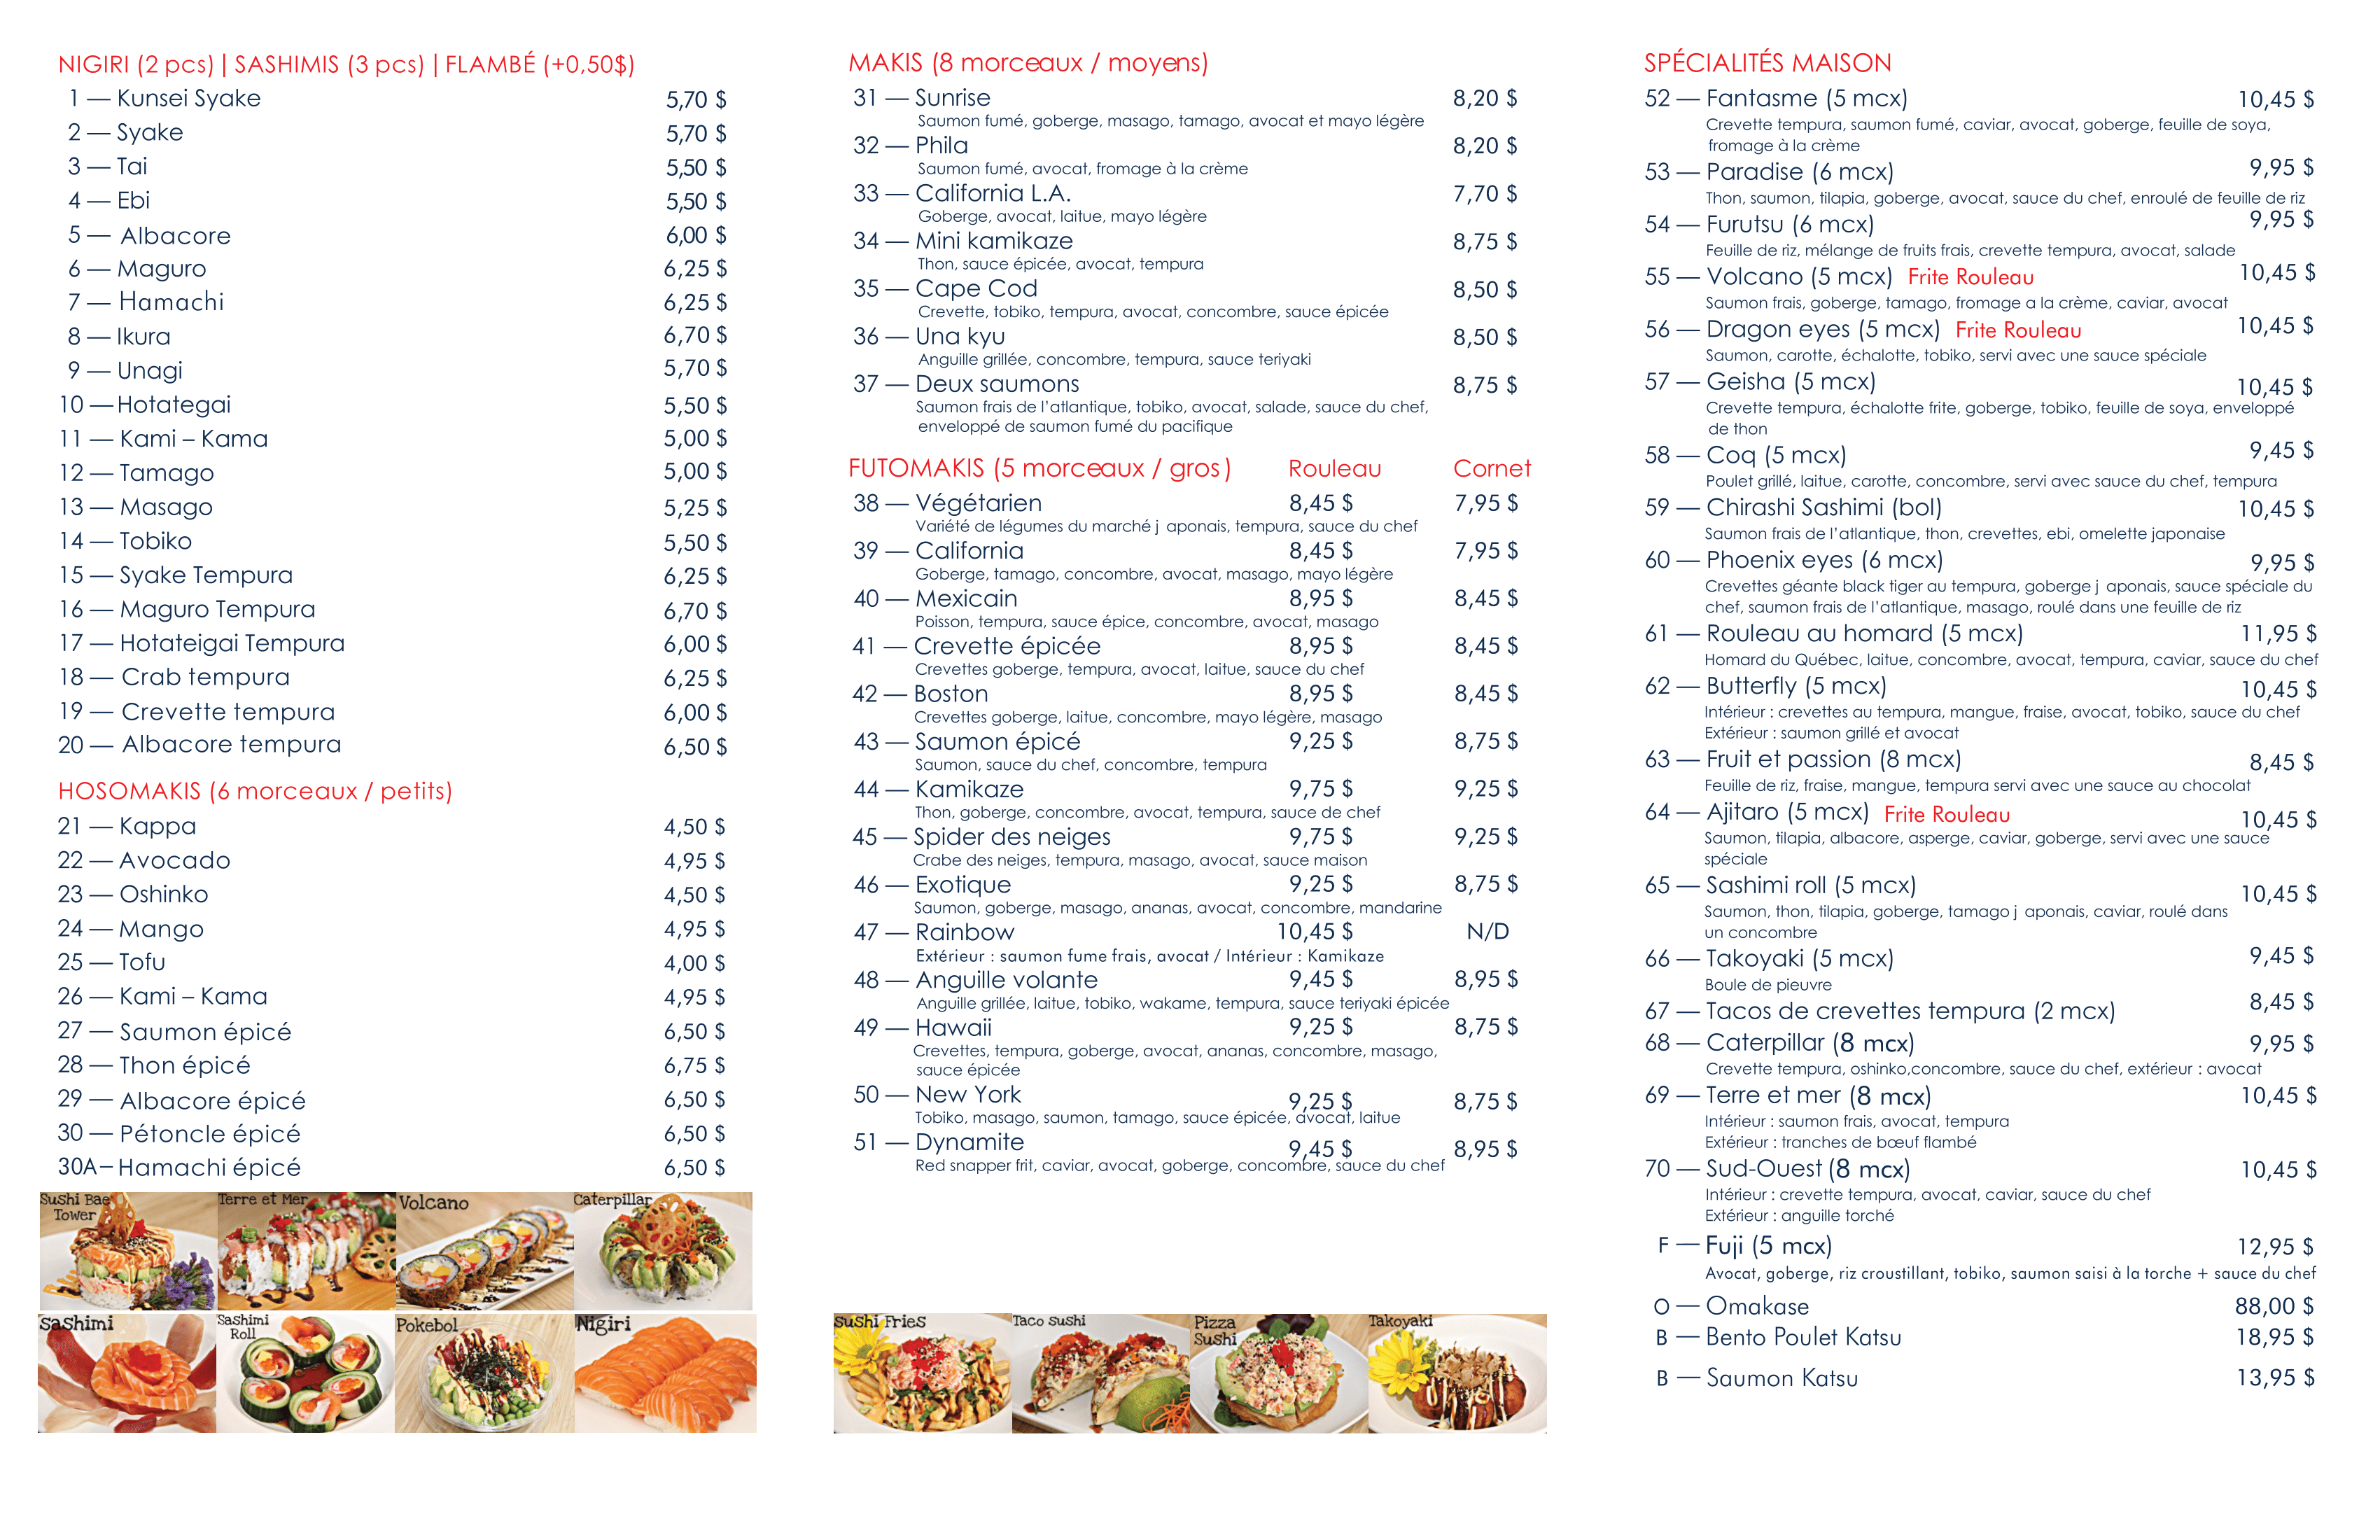 NIGIRI (2 pcs) | SASHIMIS (3 pcs) | FLAMBÉ (+0,50$)
1 — Kunsei Syake 5,70 $
2 — Syake 5,70 $
3 — Tai 5,50 $
4 — Ebi 5,50 $
5 — Albacore 6,00 $
6 — Maguro 6,25 $
7 — Hamachi 6,25 $
8 — Ikura 6,70 $
9 — Unagi 5,70 $
10 — Hotategai 5,50 $
11 — Kami – Kama 5,00 $
12 — Tamago 5,00 $
13 — Masago 5,25 $
14 — Tobiko 5,50 $
15 — Syake Tempura 6,25 $
16 — Maguro Tempura 6,70 $
17 — Hotateigai Tempura 6,00 $
18 — Crab tempura 6,25 $
19 — Crevette tempura 6,00 $
20 — Albacore tempura 6,50 $
HOSOMAKIS (6 morceaux / petits)
21 — Kappa 4,50 $
22 — Avocado 4,95 $
23 — Oshinko 4,50 $
24 — Mango 4,95 $
25 — Tofu 4,00 $
26 — Kami – Kama 4,95 $
27 — Saumon épicé 6,50 $
28 — Thon épicé 6,75 $
29 — Albacore épicé 6,50 $
30 — Pétoncle épicé 6,50 $
30A – Hamachi épicé 6,50 $
Sushi Bae Tower
Terre et Mer
Volcano
Caterpillar
sashimi
Sashimi Roll
Pokebol
Nigiri
MAKIS (8 morceaux / moyens)
31 — Sunrise 8,20 $
Saumon fumé, goberge, masago, tamago, avocat et mayo légère
32 — Phila 8,20 $
Saumon fumé, avocat, fromage à la crème
33 — California L.A. 7,70 $
Goberge, avocat, laitue, mayo légère
34 — Mini kamikaze 8,75 $
Thon, sauce épicée, avocat, tempura
35 — Cape Cod 8,50 $
Crevette, tobiko, tempura, avocat, concombre, sauce épicée
36 — Una kyu 8,50 $
Anguille grillée, concombre, tempura, sauce teriyaki
37 — Deux saumons 8,75 $
Saumon frais de l'atlantique, tobiko, avocat, salade, sauce du chef,
enveloppé de saumon fumé du pacifique
FUTOMAKIS (5 morceaux / gros) Rouleau Cornet
38 — Végétarien 8,45 $ 7,95 $
Variété de légumes du marché j aponais, tempura, sauce du chef
39 — California 8,45 $ 7,95 $
Goberge, tamago, concombre, avocat, masago, mayo légère
40 — Mexicain 8,95 $ 8,45 $
Poisson, tempura, sauce épice, concombre, avocat, masago
41 — Crevette épicée 8,95 $ 8,45 $
Crevettes goberge, tempura, avocat, laitue, sauce du chef
42 — Boston 8,95 $ 8,45 $
Crevettes goberge, laitue, concombre, mayo légère, masago
43 — Saumon épicé 9,25 $ 8,75 $
Saumon, sauce du chef, concombre, tempura
44 — Kamikaze 9,75 $ 9,25 $
Thon, goberge, concombre, avocat, tempura, sauce de chef
45 — Spider des neiges 9,75 $ 9,25 $
Crabe des neiges, tempura, masago, avocat, sauce maison
46 — Exotique 9,25 $ 8,75 $
Saumon, goberge, masago, ananas, avocat, concombre, mandarine
47 — Rainbow 10,45 $ N/D
Extérieur : saumon fume frais, avocat / Intérieur : Kamikaze
48 — Anguille volante 9,45 $ 8,95 $
Anguille grillée, laitue, tobiko, wakame, tempura, sauce teriyaki épicée
49 — Hawaii 9,25 $ 8,75 $
Crevettes, tempura, goberge, avocat, ananas, concombre, masago,
sauce épicée
50 — New York 9,25 $ 8,75 $
Tobiko, masago, saumon, tamago, sauce épicée, avocat, laitue
51 — Dynamite 9,45 $ 8,95 $
Red snapper frit, caviar, avocat, goberge, concombre, sauce du chef
sushi Fries
Taco sushi
Pizza Sushi
Takoyaki
SPÉCIALITÉS MAISON
52 — Fantasme (5 mcx) 10,45 $
Crevette tempura, saumon fumé, caviar, avocat, goberge, feuille de soya,
fromage à la crème
53 — Paradise (6 mcx) 9,95 $
Thon, saumon, tilapia, goberge, avocat, sauce du chef, enroulé de feuille de riz
54 — Furutsu (6 mcx) 9,95 $
Feuille de riz, mélange de fruits frais, crevette tempura, avocat, salade
55 — Volcano (5 mcx) Frite Rouleau 10,45 $
Saumon frais, goberge, tamago, fromage a la crème, caviar, avocat
56 — Dragon eyes (5 mcx) Frite Rouleau 10,45 $
Saumon, carotte, échalotte, tobiko, servi avec une sauce spéciale
57 — Geisha (5 mcx) 10,45 $
Crevette tempura, échalotte frite, goberge, tobiko, feuille de soya, enveloppé
de thon
58 — Coq (5 mcx) 9,45 $
Poulet grillé, laitue, carotte, concombre, servi avec sauce du chef, tempura
59 — Chirashi Sashimi (bol) 10,45 $
Saumon frais de l'atlantique, thon, crevettes, ebi, omelette japonaise
60 — Phoenix eyes (6 mcx) 9,95 $
Crevettes géante black tiger au tempura, goberge j aponais, sauce spéciale du
chef, saumon frais de l'atlantique, masago, roulé dans une feuille de riz
61 — Rouleau au homard (5 mcx) 11,95 $
Homard du Québec, laitue, concombre, avocat, tempura, caviar, sauce du chef
62 — Butterfly (5 mcx) 10,45 $
Intérieur : crevettes au tempura, mangue, fraise, avocat, tobiko, sauce du chef
Extérieur : saumon grillé et avocat
63 — Fruit et passion (8 mcx) 8,45 $
Feuille de riz, fraise, mangue, tempura servi avec une sauce au chocolat
64 — Ajitaro (5 mcx) Frite Rouleau 10,45 $
Saumon, tilapia, albacore, asperge, caviar, goberge, servi avec une sauce
spéciale
65 — Sashimi roll (5 mcx) 10,45 $
Saumon, thon, tilapia, goberge, tamago j aponais, caviar, roulé dans
un concombre
66 — Takoyaki (5 mcx) 9,45 $
Boule de pieuvre
67 — Tacos de crevettes tempura (2 mcx) 8,45 $
68 — Caterpillar (8 mcx) 9,95 $
Crevette tempura, oshinko,concombre, sauce du chef, extérieur : avocat
69 — Terre et mer (8 mcx) 10,45 $
Intérieur : saumon frais, avocat, tempura
Extérieur : tranches de bœuf flambé
70 — Sud-Ouest (8 mcx) 10,45 $
Intérieur : crevette tempura, avocat, caviar, sauce du chef
Extérieur : anguille torché
F — Fuji (5 mcx) 12,95 $
Avocat, goberge, riz croustillant, tobiko, saumon saisi à la torche + sauce du chef
O — Omakase 88,00 $
B — Bento Poulet Katsu 18,95 $
B — Saumon Katsu 13,95 $